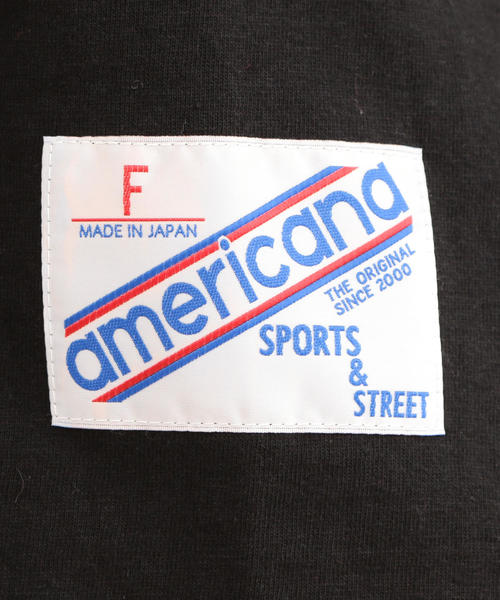 F
MADE IN JAPAN
americana
THE ORIGINAL
SINCE 2000
SPORTS
&
STREET